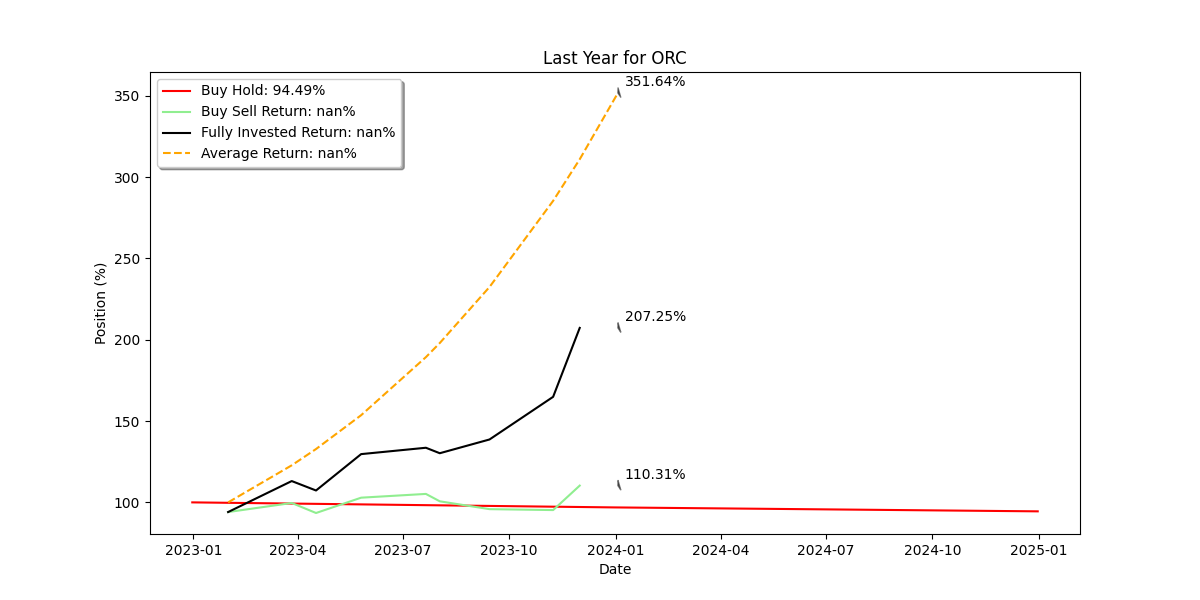 Last Year for ORC
Buy Hold: 94.49%
Buy Sell Return: nan%
Fully Invested Return: nan%
Average Return: nan%
351.64%
207.25%
110.31%
Position (%)
350
300
250
200
150
100
2023-01 2023-04 2023-07 2023-10 2024-01 2024-04 2024-07 2024-10 2025-01
Date